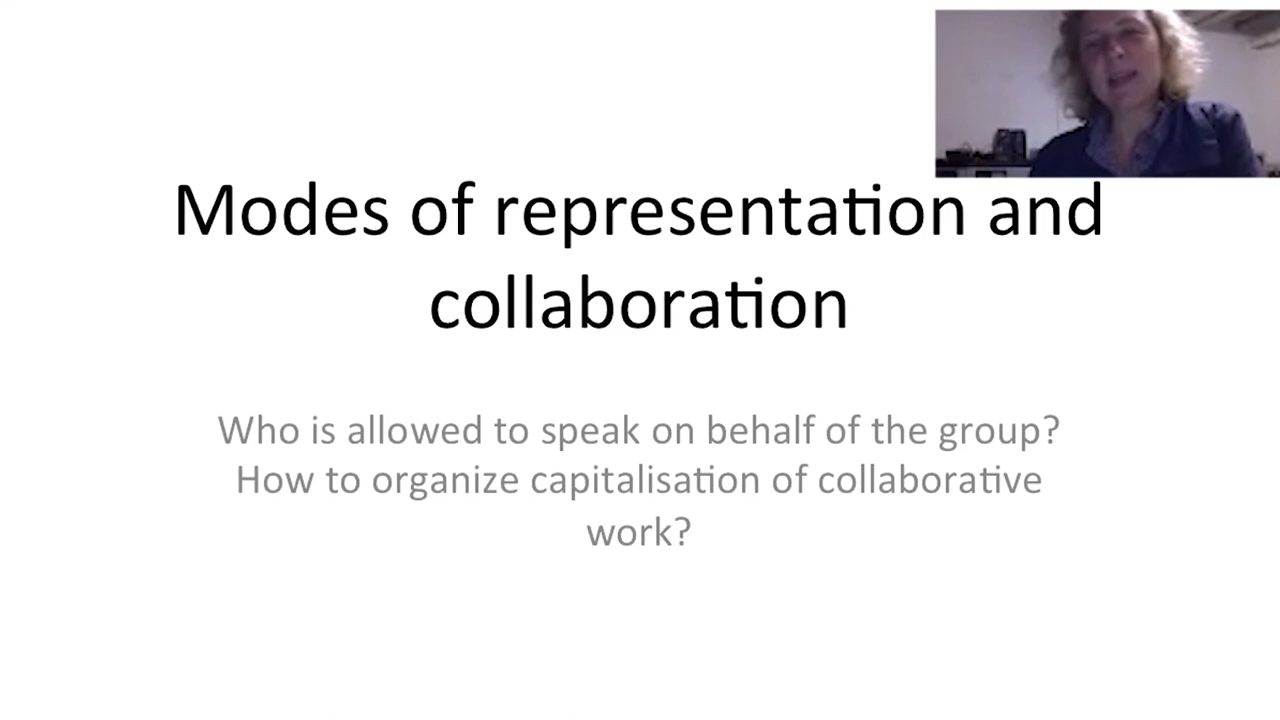 Modes of representation and
collaboration
Who is allowed to speak on behalf of the group?
How to organize capitalisation of collaborative
work?